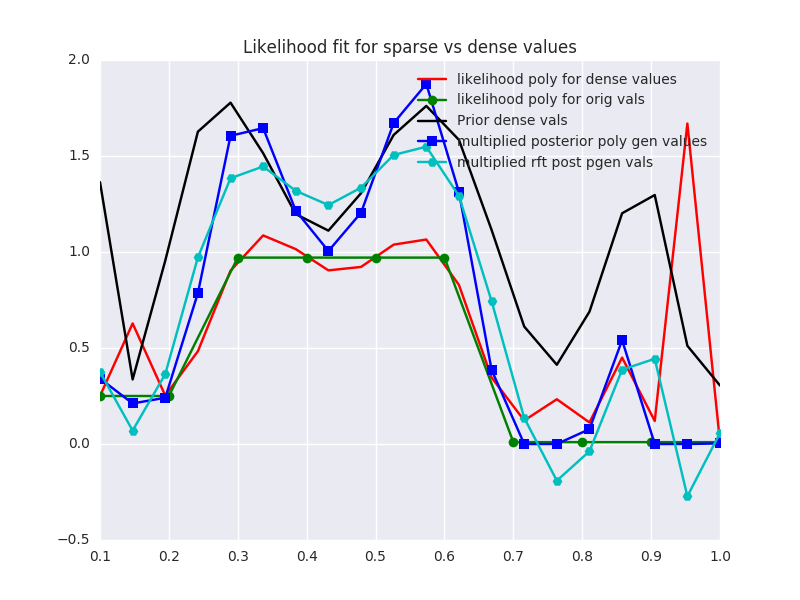 Likelihood fit for sparse vs dense values
likelihood poly for dense values
likelihood poly for orig vals
Prior dense vals
multiplied posterior poly gen values
multiplied rft post pgen vals
2.0
1.5
1.0
0.5
0.0
−0.5
0.1 0.2 0.3 0.4 0.5 0.6 0.7 0.8 0.9 1.0